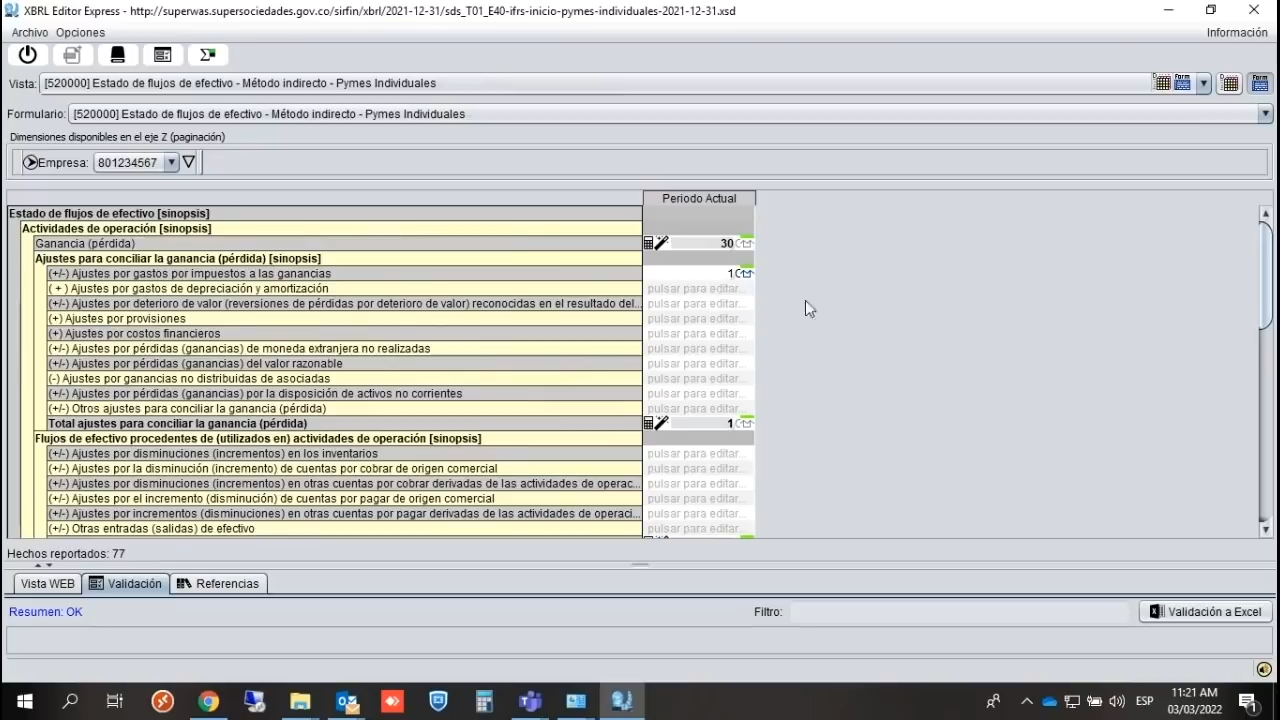 XBRL Editor Express - http://superwas.supersociedades.gov.co/sirfin/xbrl/2021-12-31/sds_T01_E40-ifrs-inicio-pymes-individuales-2021-12-31.xsd
Archivo Opciones Información
Vista: [520000] Estado de flujos de efectivo - Método indirecto - Pymes Individuales
Formulario: [520000] Estado de flujos de efectivo - Método indirecto - Pymes Individuales
Dimensiones disponibles en el eje Z (paginación)
Empresa: 801234567
Periodo Actual
Estado de flujos de efectivo [sinopsis]
Actividades de operación [sinopsis]
Ganancia (pérdida) 30
Ajustes para conciliar la ganancia (pérdida) [sinopsis]
(+/-) Ajustes por gastos por impuestos a las ganancias 1
( + ) Ajustes por gastos de depreciación y amortización pulsar para editar...
(+/-) Ajustes por deterioro de valor (reversiones de pérdidas por deterioro de valor) reconocidas en el resultado del... pulsar para editar...
(+) Ajustes por provisiones pulsar para editar...
(+) Ajustes por costos financieros pulsar para editar...
(+/-) Ajustes por pérdidas (ganancias) de moneda extranjera no realizadas pulsar para editar...
(+/-) Ajustes por pérdidas (ganancias) del valor razonable pulsar para editar...
(-) Ajustes por ganancias no distribuidas de asociadas pulsar para editar...
(+/-) Ajustes por pérdidas (ganancias) por la disposición de activos no corrientes pulsar para editar...
(+/-) Otros ajustes para conciliar la ganancia (pérdida) pulsar para editar...
Total ajustes para conciliar la ganancia (pérdida) 1
Flujos de efectivo procedentes de (utilizados en) actividades de operación [sinopsis]
(+/-) Ajustes por disminuciones (incrementos) en los inventarios pulsar para editar...
(+/-) Ajustes por la disminución (incremento) de cuentas por cobrar de origen comercial pulsar para editar...
(+/-) Ajustes por disminuciones (incrementos) en otras cuentas por cobrar derivadas de las actividades de operac... pulsar para editar...
(+/-) Ajustes por el incremento (disminución) de cuentas por pagar de origen comercial pulsar para editar...
(+/-) Ajustes por incrementos (disminuciones) en otras cuentas por pagar derivadas de las actividades de operaci... pulsar para editar...
(+/-) Otras entradas (salidas) de efectivo pulsar para editar...
Hechos reportados: 77
Vista WEB Validación Referencias
Resumen: OK Filtro: Validación a Excel
ESP 11:21 AM
03/03/2022
1